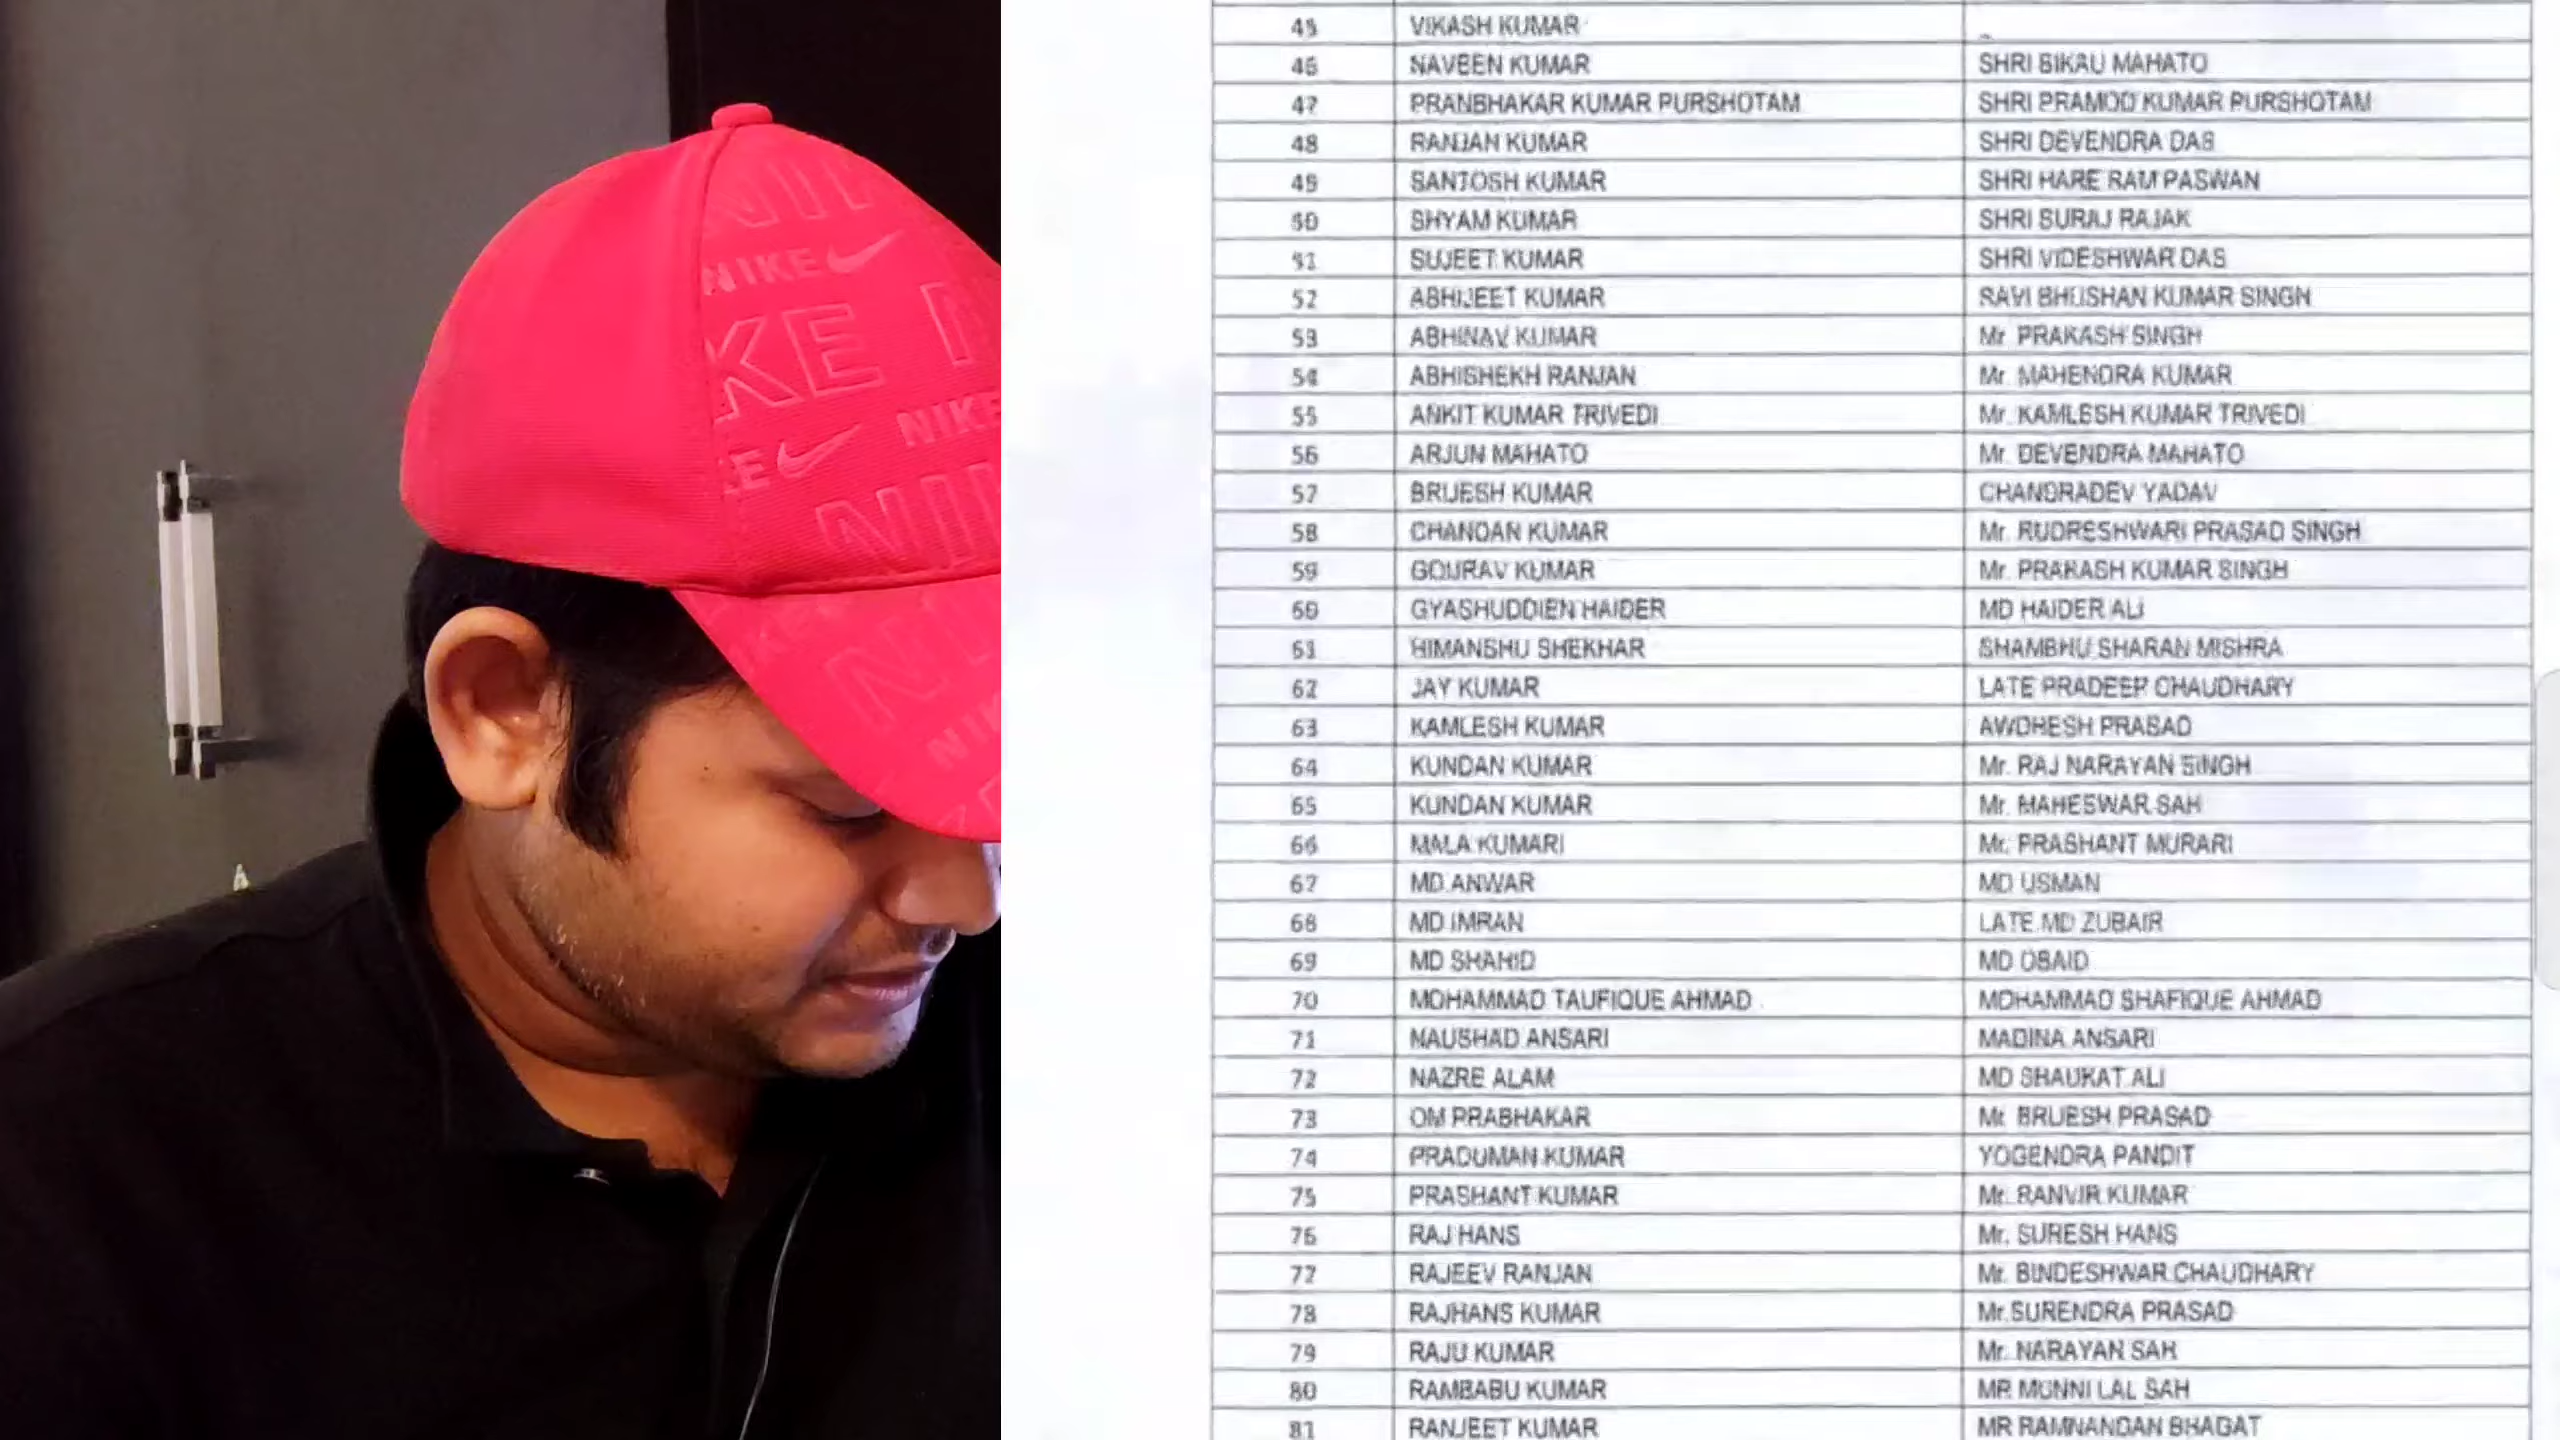 NIKE
KE
NIKE
NIKE
45 VIKASH KUMAR
46 NAVEEN KUMAR SHRI BIKAU MAHATO
47 PRANBHAKAR KUMAR PURSHOTAM SHRI PRAMOD KUMAR PURSHOTAM
48 RANJAN KUMAR SHRI DEVENDRA DAS
49 SANTOSH KUMAR SHRI HARE RAM PASWAN
50 SHYAM KUMAR SHRI SURAJ RAJAK
51 SUJEET KUMAR SHRI VIDESHWAR DAS
52 ABHIJEET KUMAR RAVI BHUSHAN KUMAR SINGH
53 ABHINAV KUMAR Mr. PRAKASH SINGH
54 ABHISHEKH RANJAN Mr. MAHENDRA KUMAR
55 ANKIT KUMAR TRIVEDI Mr. KAMLESH KUMAR TRIVEDI
56 ARJUN MAHATO Mr. DEVENDRA MAHATO
57 BRIJESH KUMAR CHANDRADEV YADAV
58 CHANDAN KUMAR Mr. RUDRESHWARI PRASAD SINGH
59 GOURAV KUMAR Mr. PRAKASH KUMAR SINGH
60 GYASHUDDIEN HAIDER MD HAIDER ALI
61 HIMANSHU SHEKHAR SHAMBHU SHARAN MISHRA
62 JAY KUMAR LATE PRADEEP CHAUDHARY
63 KAMLESH KUMAR AWDHESH PRASAD
64 KUNDAN KUMAR Mr. RAJ NARAYAN SINGH
65 KUNDAN KUMAR Mr. MAHESWAR SAH
66 MALA KUMARI Mr. PRASHANT MURARI
67 MD ANWAR MD USMAN
68 MD IMRAN LATE MD ZUBAIR
69 MD SHAHID MD OBAID
70 MOHAMMAD TAUFIQUE AHMAD MOHAMMAD SHAFIQUE AHMAD
71 NAUSHAD ANSARI MADINA ANSARI
72 NAZRE ALAM MD SHAUKAT ALI
73 OM PRABHAKAR Mr. BRIJESH PRASAD
74 PRADUMAN KUMAR YOGENDRA PANDIT
75 PRASHANT KUMAR Mr. RANVIR KUMAR
76 RAJ HANS Mr. SURESH HANS
77 RAJEEV RANJAN Mr. BINDESHWAR CHAUDHARY
78 RAJHANS KUMAR Mr.SURENDRA PRASAD
79 RAJU KUMAR Mr. NARAYAN SAH
80 RAMBABU KUMAR MR MUNNI LAL SAH
81 RANJEET KUMAR MR RAMNANDAN BHAGAT